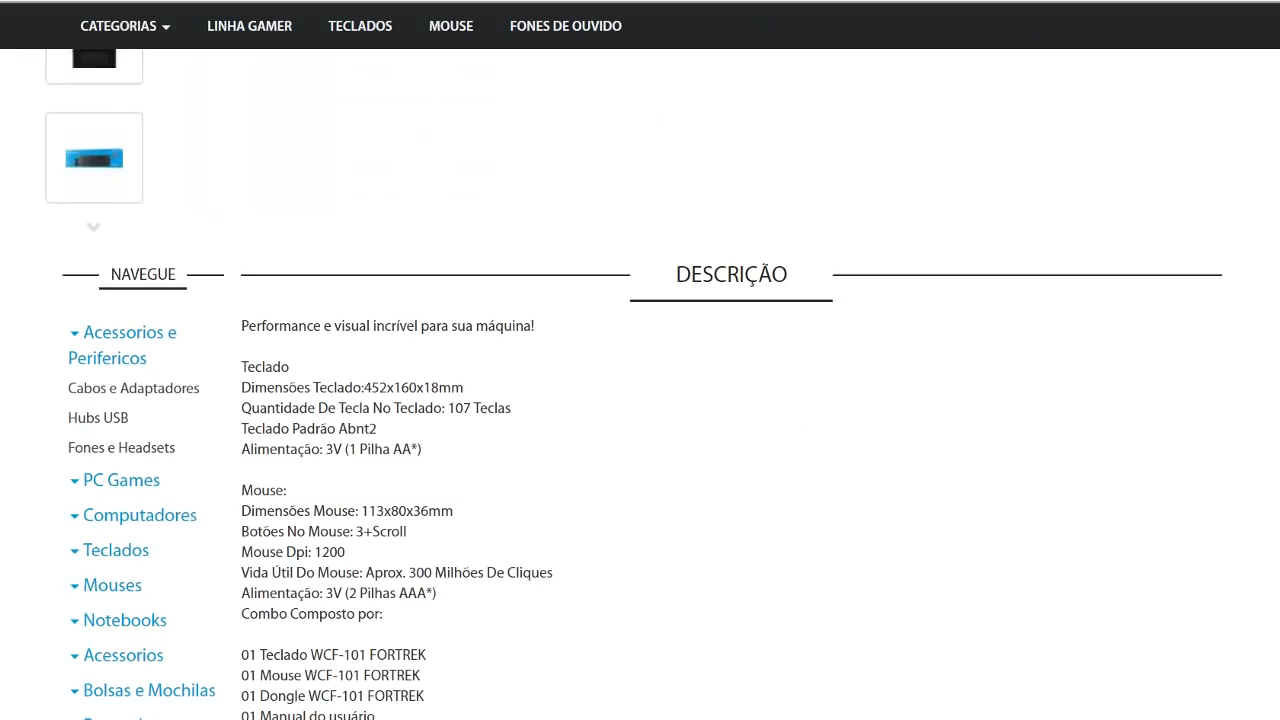 CATEGORIAS
LINHA GAMER
TECLADOS
MOUSE
FONES DE OUVIDO
NAVEGUE
Acessorios e
Perifericos
Cabos e Adaptadores
Hubs USB
Fones e Headsets
PC Games
Computadores
Teclados
Mouses
Notebooks
Acessorios
Bolsas e Mochilas
DESCRIÇÃO
Performance e visual incrível para sua máquina!
Teclado
Dimensões Teclado:452x160x18mm
Quantidade De Tecla No Teclado: 107 Teclas
Teclado Padrão Abnt2
Alimentação: 3V (1 Pilha AA*)
Mouse:
Dimensões Mouse: 113x80x36mm
Botões No Mouse: 3+Scroll
Mouse Dpi: 1200
Vida Útil Do Mouse: Aprox. 300 Milhões De Cliques
Alimentação: 3V (2 Pilhas AAA*)
Combo Composto por:
01 Teclado WCF-101 FORTREK
01 Mouse WCF-101 FORTREK
01 Dongle WCF-101 FORTREK
01 Manual do usuário